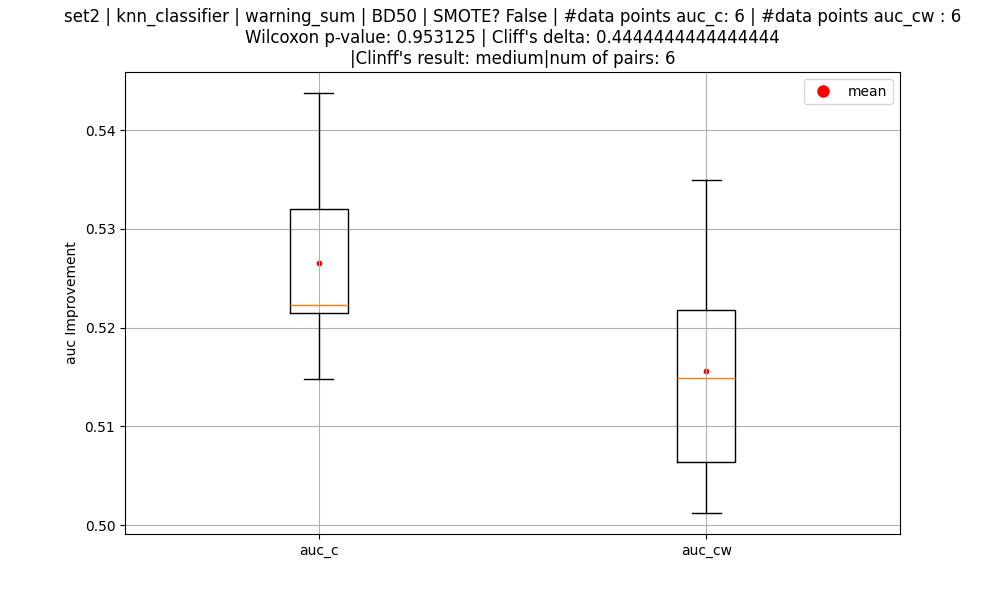 set2 | knn_classifier | warning_sum | BD50 | SMOTE? False | #data points auc_c: 6 | #data points auc_cw : 6
Wilcoxon p-value: 0.953125 | Cliff's delta: 0.4444444444444444
|Clinff's result: medium|num of pairs: 6
mean
0.54
0.53
0.52
0.51
0.50
auc Improvement
auc_c
auc_cw